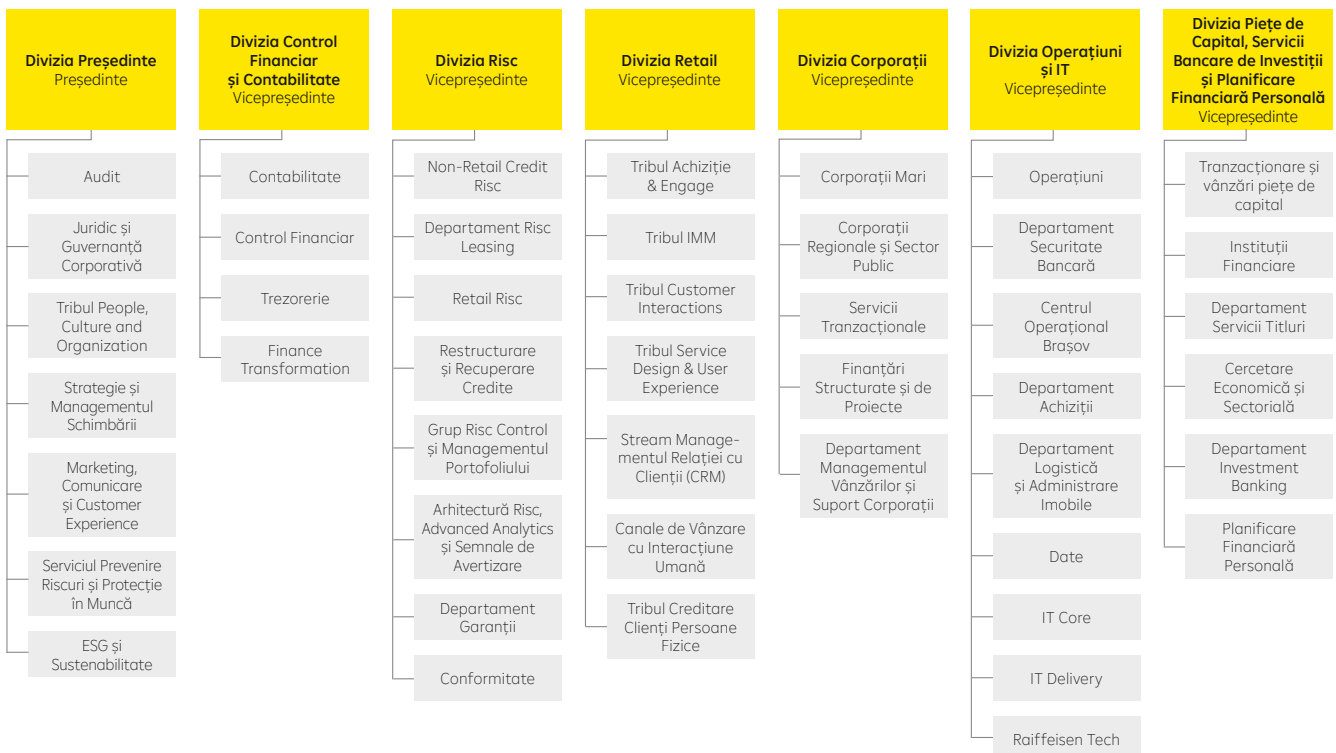 Divizia Președinte
Președinte
Audit
Juridic și
Guvernanță
Corporativă
Tribul People,
Culture and
Organization
Strategie și
Managementul
Schimbării
Marketing,
Comunicare
și Customer
Experience
Serviciul Prevenire
Riscuri și Protecție
în Muncă
ESG și
Sustenabilitate
Divizia Control
Financiar
și Contabilitate
Vicepreședinte
Contabilitate
Control Financiar
Trezorerie
Finance
Transformation
Divizia Risc
Vicepreședinte
Non-Retail Credit
Risc
Departament Risc
Leasing
Retail Risc
Restructurare
și Recuperare
Credite
Grup Risc Control
și Managementul
Portofoliului
Arhitectură Risc,
Advanced Analytics
și Semnale de
Avertizare
Departament
Garanții
Conformitate
Divizia Retail
Vicepreședinte
Tribul Achiziție
& Engage
Tribul IMM
Tribul Customer
Interactions
Tribul Service
Design & User
Experience
Stream Manage-
mentul Relației cu
Clienții (CRM)
Canale de Vânzare
cu Interacțiune
Umană
Tribul Creditare
Clienți Persoane
Fizice
Divizia Corporații
Vicepreședinte
Corporații Mari
Corporații
Regionale și Sector
Public
Servicii
Tranzacționale
Finanțări
Structurate și de
Proiecte
Departament
Managementul
Vânzărilor și
Suport Corporații
Divizia Operațiuni
și IT
Vicepreședinte
Operațiuni
Departament
Securitate
Bancară
Centrul
Operațional
Brașov
Departament
Achiziții
Departament
Logistică
și Administrare
Imobile
Date
IT Core
IT Delivery
Raiffeisen Tech
Divizia Piețe de
Capital, Servicii
Bancare de Investiții
și Planificare
Financiară Personală
Vicepreședinte
Tranzacționare și
vânzări piețe de
capital
Instituții
Financiare
Departament
Servicii Titluri
Cercetare
Economică și
Sectorială
Departament
Investment
Banking
Planificare
Financiară
Personală